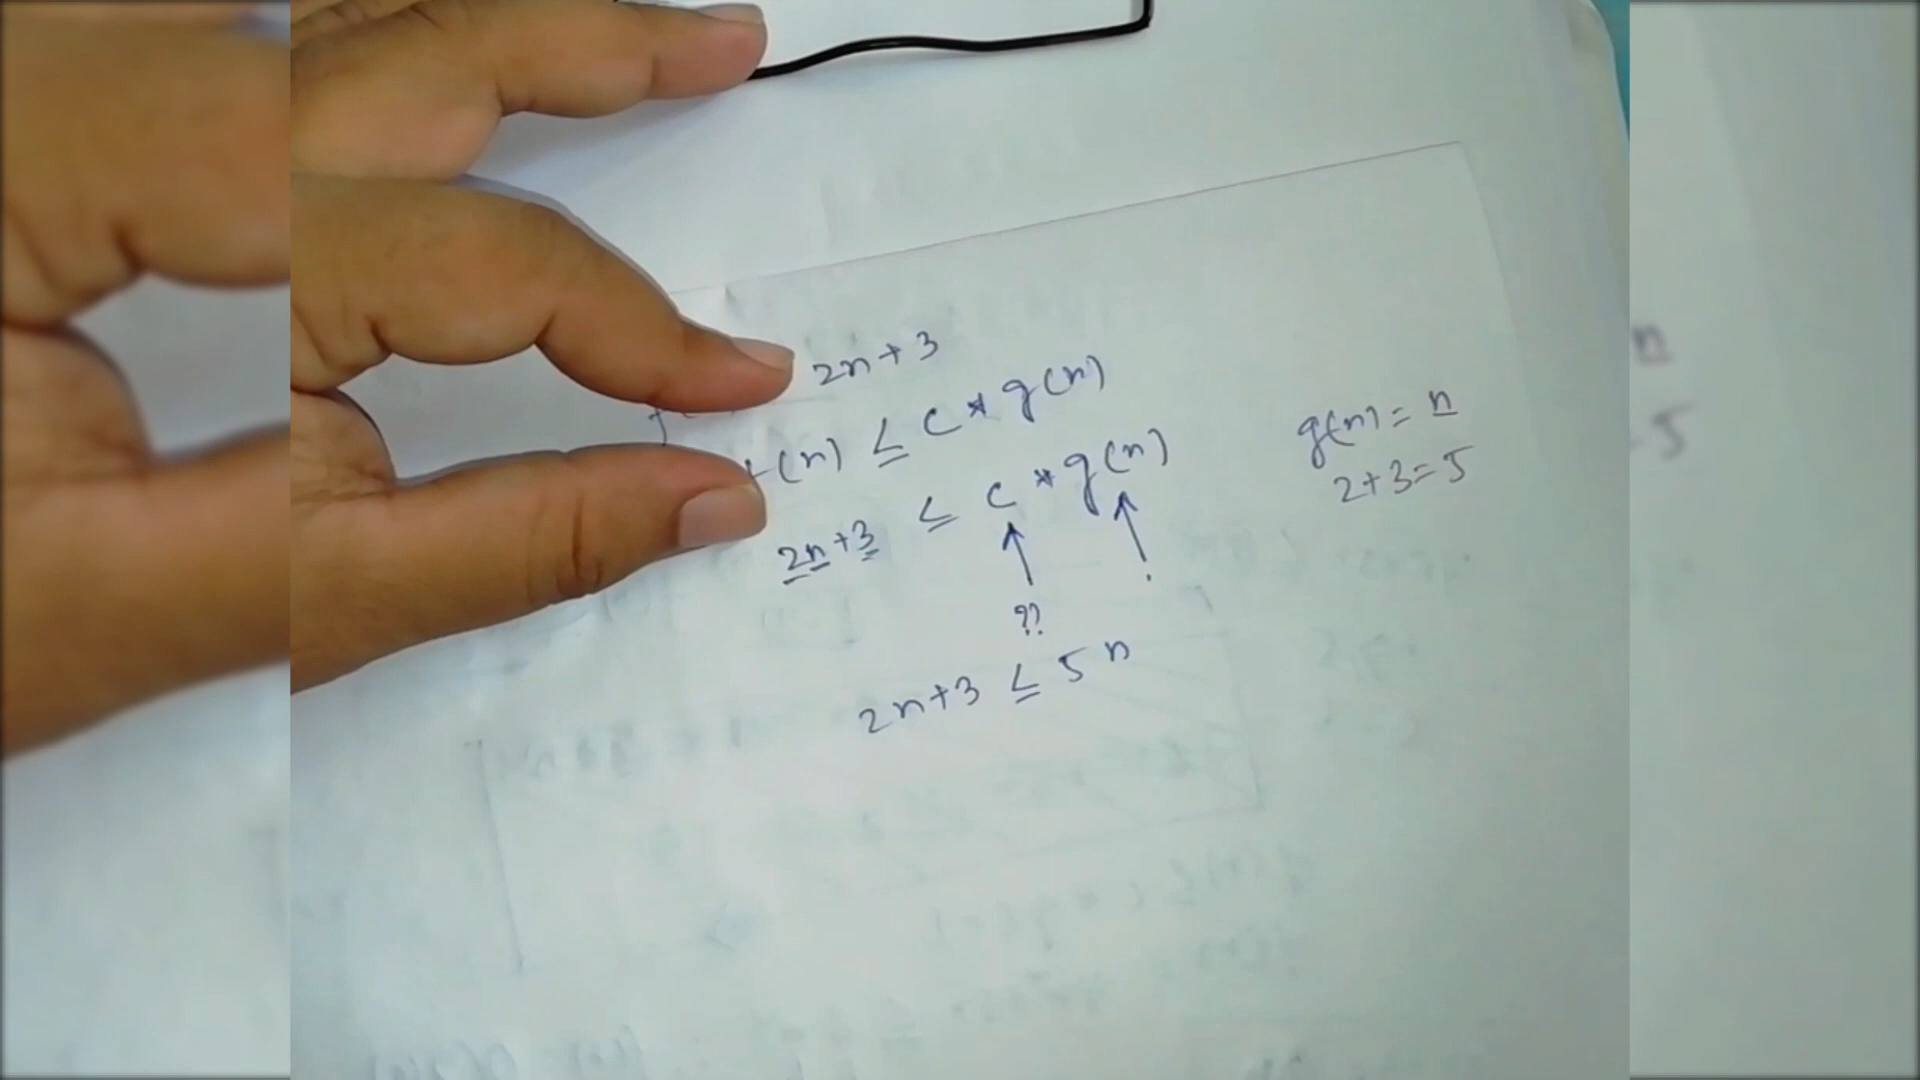 2n+3
(n) ≤ c * g(n)
2n+3 ≤ c * g(n)
??
2n+3 ≤ 5n
g(n) = n
2+3=5